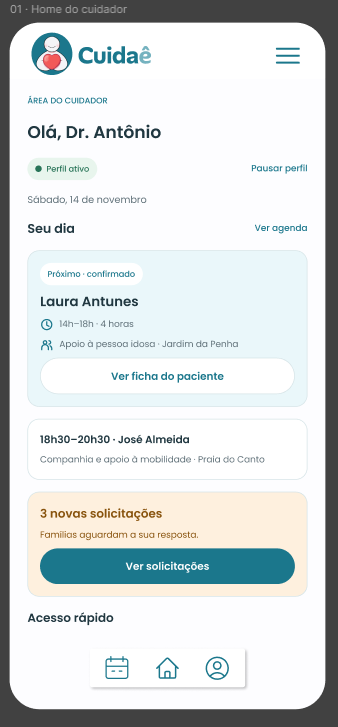 01 · Home do cuidador
Cuidaê
ÁREA DO CUIDADOR
Olá, Dr. Antônio
Perfil ativo
Pausar perfil
Sábado, 14 de novembro
Seu dia
Ver agenda
Próximo · confirmado
Laura Antunes
14h–18h · 4 horas
Apoio à pessoa idosa · Jardim da Penha
Ver ficha do paciente
18h30–20h30 · José Almeida
Companhia e apoio à mobilidade · Praia do Canto
3 novas solicitações
Famílias aguardam a sua resposta.
Ver solicitações
Acesso rápido